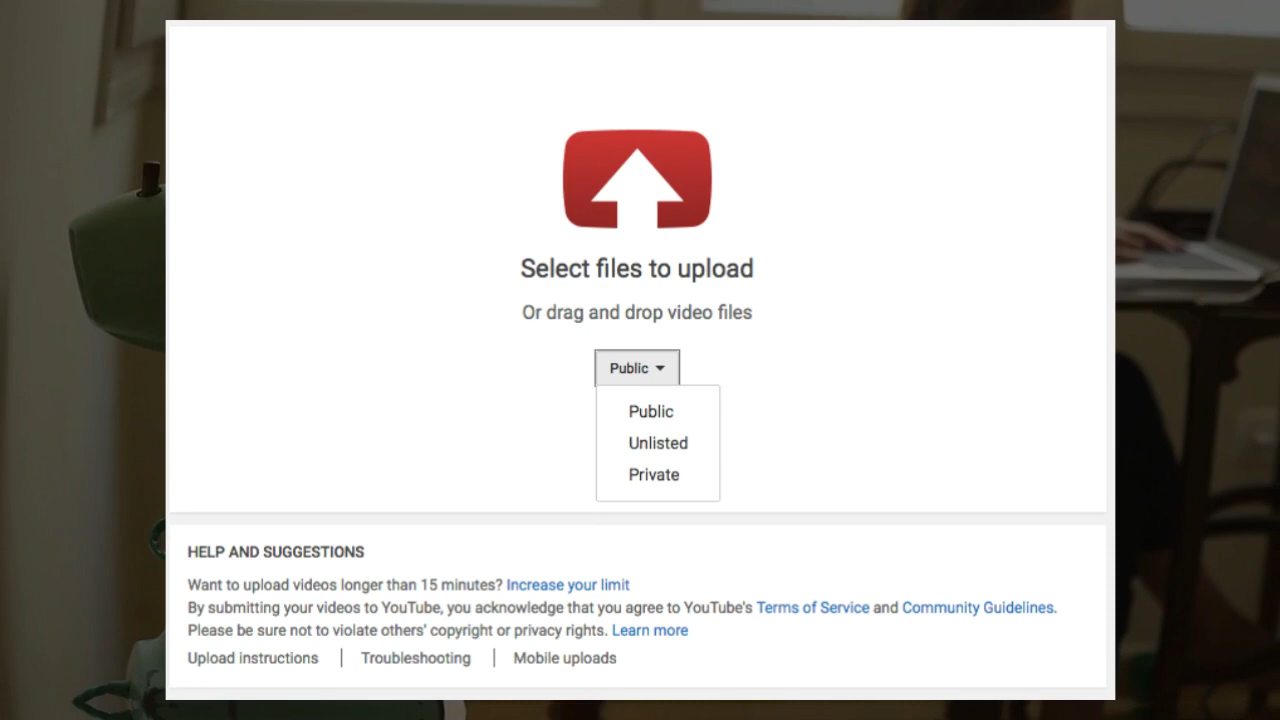 Select files to upload
Or drag and drop video files
Public
Public
Unlisted
Private
HELP AND SUGGESTIONS
Want to upload videos longer than 15 minutes? Increase your limit
By submitting your videos to YouTube, you acknowledge that you agree to YouTube's Terms of Service and Community Guidelines.
Please be sure not to violate others' copyright or privacy rights. Learn more
Upload instructions | Troubleshooting | Mobile uploads